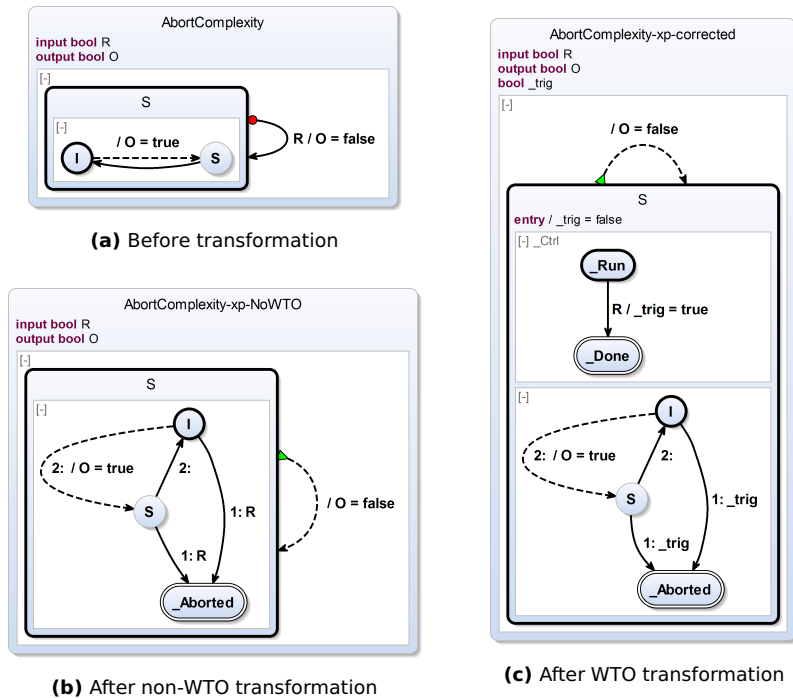 AbortComplexity
input bool R
output bool O
[-]
S
[-]
/ O = true
I
S
R / O = false
(a) Before transformation
AbortComplexity-xp-NoWTO
input bool R
output bool O
[-]
S
[-]
I
2: / O = true
2:
S
1: R
1: R
_Aborted
/ O = false
(b) After non-WTO transformation
AbortComplexity-xp-corrected
input bool R
output bool O
bool _trig
[-]
/ O = false
S
entry / _trig = false
[-] _Ctrl
_Run
R / _trig = true
_Done
[-]
I
2: / O = true
2:
S
1: _trig
1: _trig
_Aborted
(c) After WTO transformation